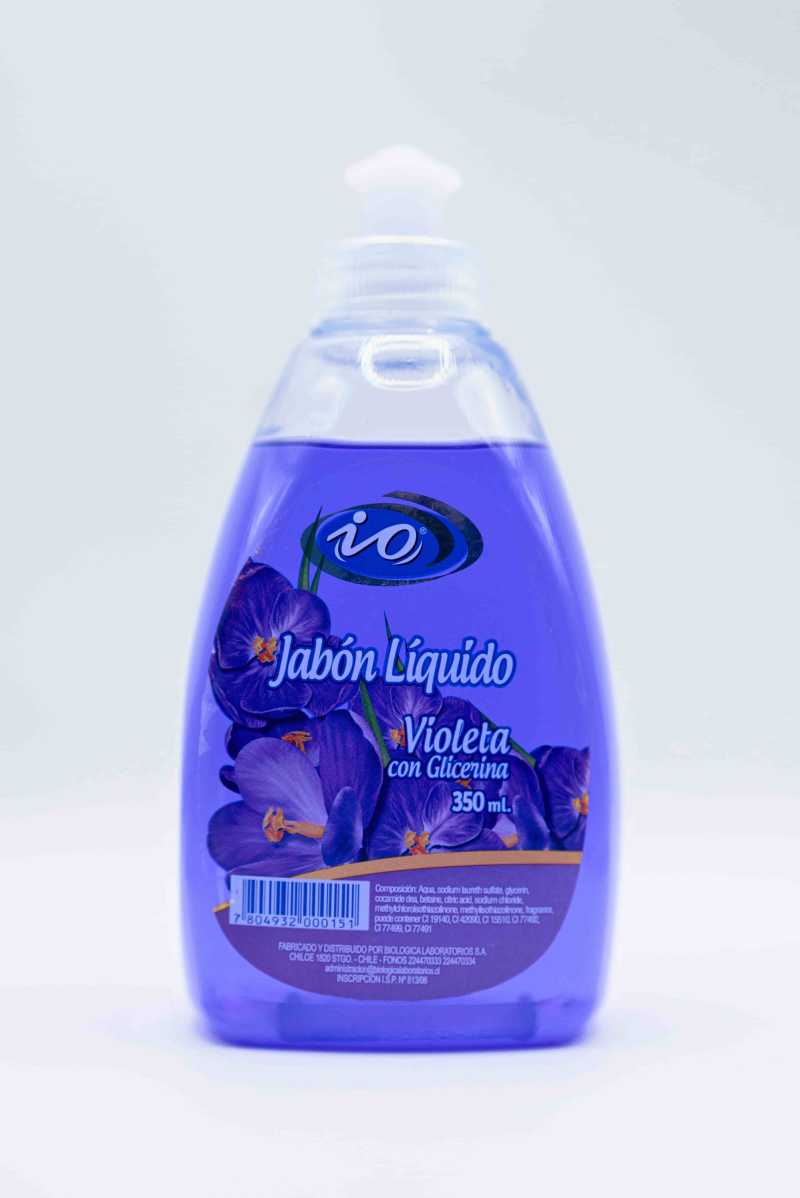 io®
Jabón Líquido
Violeta
con Glicerina
350 ml.
Composición: Aqua, sodium laureth sulfate, glycerin,
cocamide dea, betaine, citric acid, sodium chloride,
methylchloroisothiazolinone, methylisothiazolinone, fragrance,
puede contener CI 19140, CI 42090, CI 15510, CI 77492,
CI 77499, CI 77491
7 804932 000151
FABRICADO Y DISTRIBUIDO POR BIOLOGICA LABORATORIOS S.A.
CHILOE 1820 STGO. - CHILE - FONOS 224470333 224470334
administracion@biologicalaboratorios.cl
INSCRIPCION I.S.P. Nº 813/06